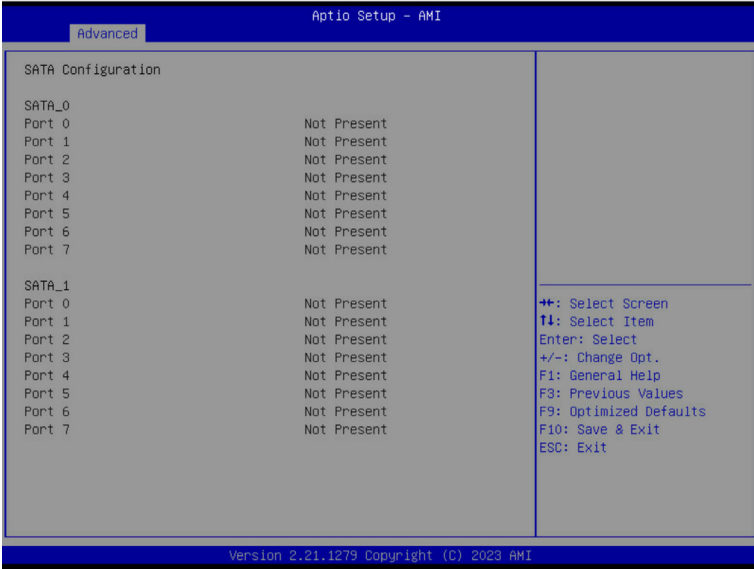 Aptio Setup – AMI
Advanced
SATA Configuration
SATA_0
Port 0 Not Present
Port 1 Not Present
Port 2 Not Present
Port 3 Not Present
Port 4 Not Present
Port 5 Not Present
Port 6 Not Present
Port 7 Not Present
SATA_1
Port 0 Not Present
Port 1 Not Present
Port 2 Not Present
Port 3 Not Present
Port 4 Not Present
Port 5 Not Present
Port 6 Not Present
Port 7 Not Present
→←: Select Screen
↑↓: Select Item
Enter: Select
+/-: Change Opt.
F1: General Help
F3: Previous Values
F9: Optimized Defaults
F10: Save & Exit
ESC: Exit
Version 2.21.1279 Copyright (C) 2023 AMI